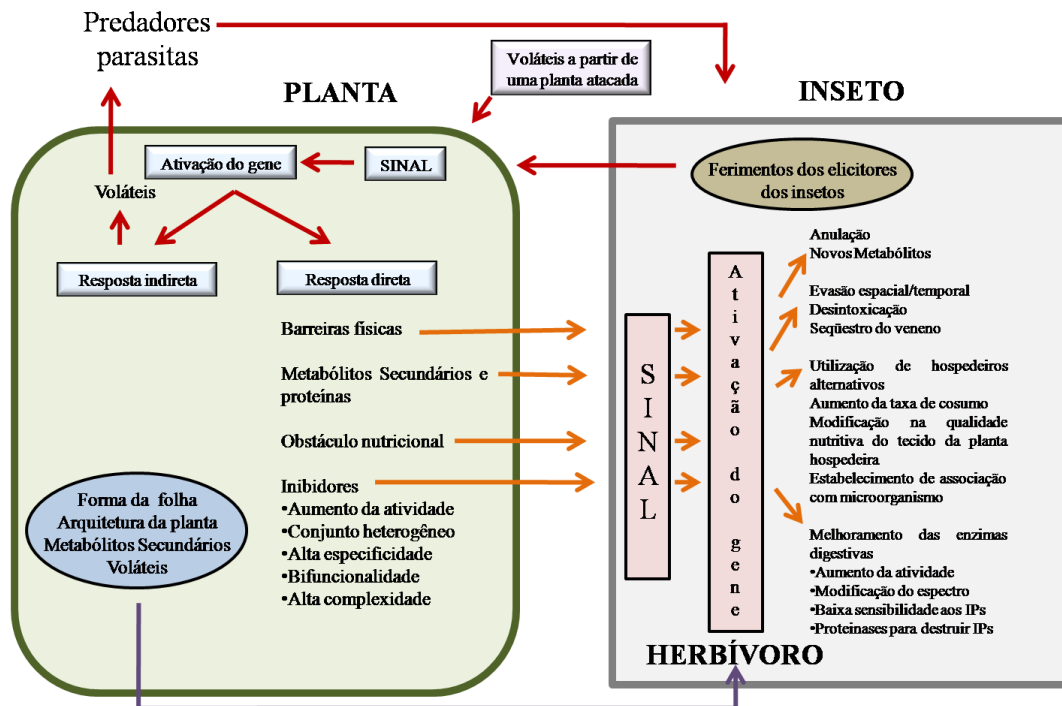 Predadores
parasitas
Voláteis a partir de
uma planta atacada
PLANTA
INSETO
Ativação do gene
SINAL
Voláteis
Resposta indireta
Resposta direta
Barreiras físicas
Metabólitos Secundários e
proteínas
Obstáculo nutricional
Inibidores
•Aumento da atividade
•Conjunto heterogêneo
•Alta especificidade
•Bifuncionalidade
•Alta complexidade
Forma da folha
Arquitetura da planta
Metabólitos Secundários
Voláteis
Ferimentos dos elicitores
dos insetos
SINAL
Ativação do gene
Anulação
Novos Metabólitos
Evasão espacial/temporal
Desintoxicação
Seqüestro do veneno
Utilização de hospedeiros
alternativos
Aumento da taxa de cosumo
Modificação na qualidade
nutritiva do tecido da planta
hospedeira
Estabelecimento de associação
com microorganismo
Melhoramento das enzimas
digestivas
•Aumento da atividade
•Modificação do espectro
•Baixa sensibilidade aos IPs
•Proteinases para destruir IPs
HERBÍVORO